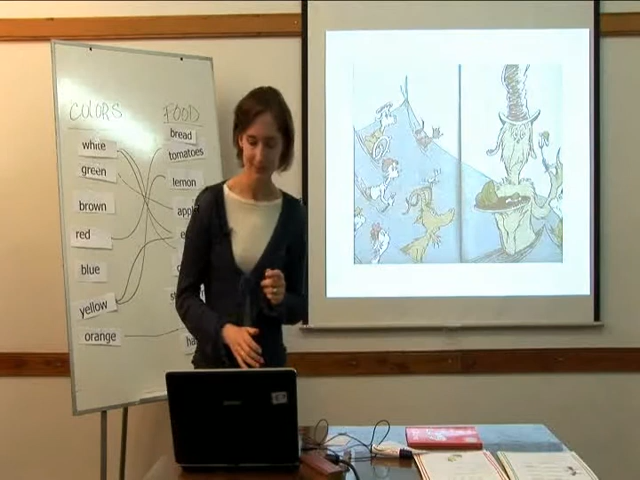 COLORS
FOOD
white
green
brown
red
blue
yellow
orange
bread
tomatoes
lemon